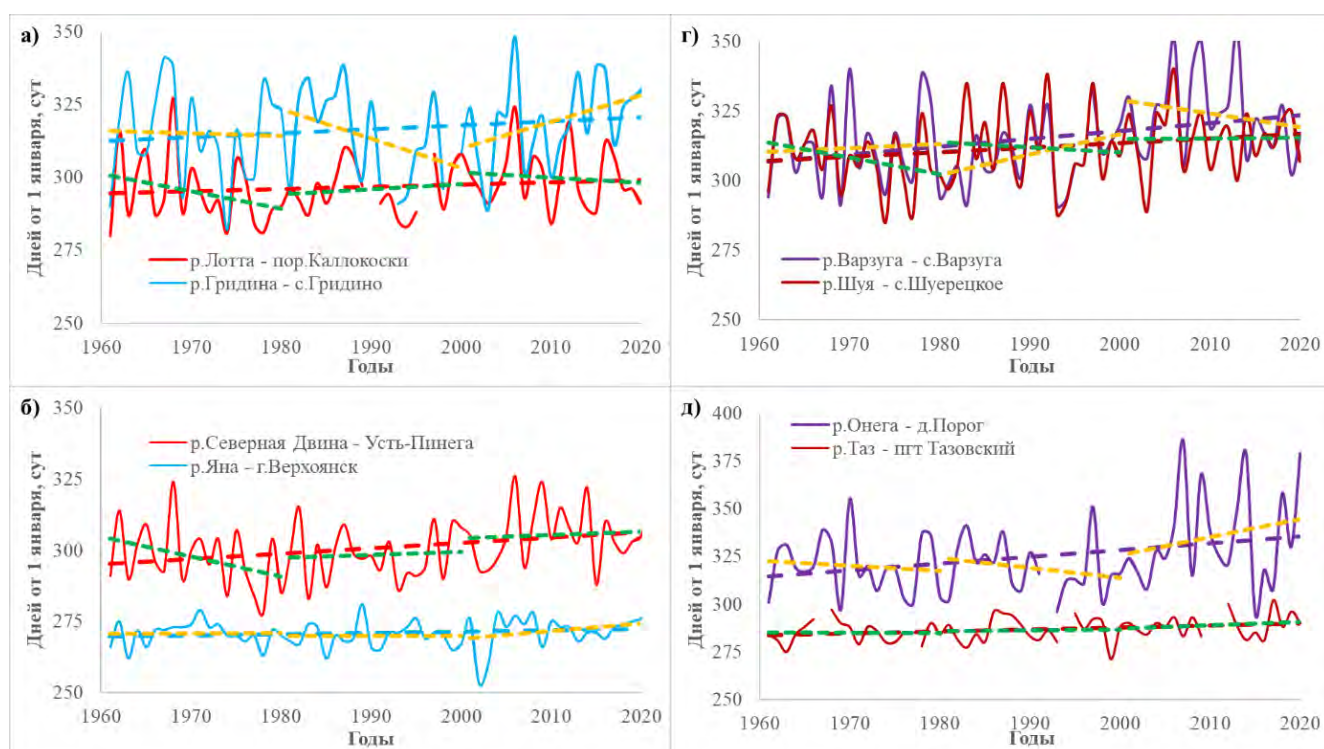 а)
Дней от 1 января, сут
350
325
300
275
250
р.Лотта - пор.Каллокоски
р.Гридина - с.Гридино
1960 1970 1980 1990 2000 2010 2020
Годы
г)
Дней от 1 января, сут
350
325
300
275
250
р.Варзуга - с.Варзуга
р.Шуя - с.Шуерецкое
1960 1970 1980 1990 2000 2010 2020
Годы
б)
Дней от 1 января, сут
350
325
300
275
250
р.Северная Двина - Усть-Пинега
р.Яна - г.Верхоянск
1960 1970 1980 1990 2000 2010 2020
Годы
д)
Дней от 1 января, сут
400
375
350
325
300
275
250
р.Онега - д.Порог
р.Таз - пгт Тазовский
1960 1970 1980 1990 2000 2010 2020
Годы